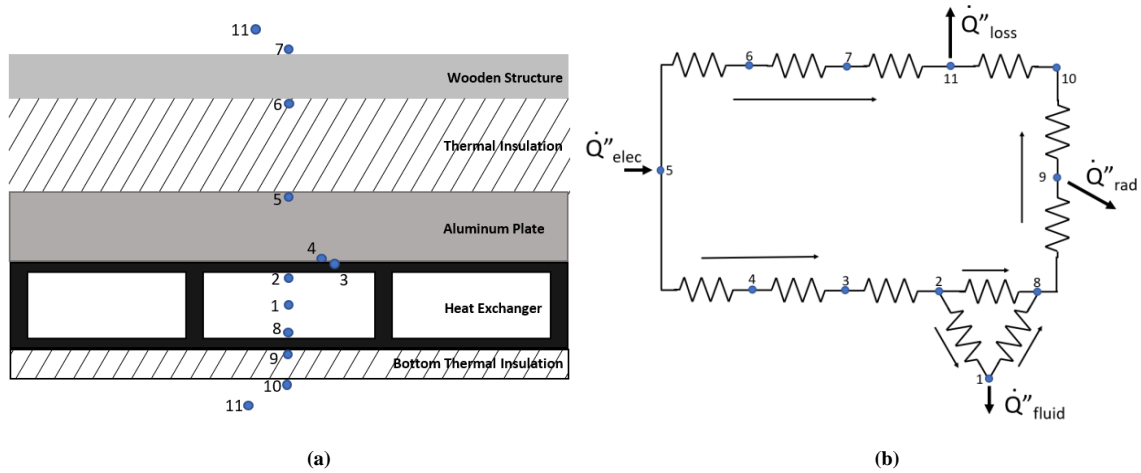 11
7
Wooden Structure
6
Thermal Insulation
5
Aluminum Plate
4
3
2
1
Heat Exchanger
8
9
Bottom Thermal Insulation
10
11
(a)
Q̇″loss
6
7
11
10
Q̇″elec
5
9
Q̇″rad
4
3
2
8
1
Q̇″fluid
(b)